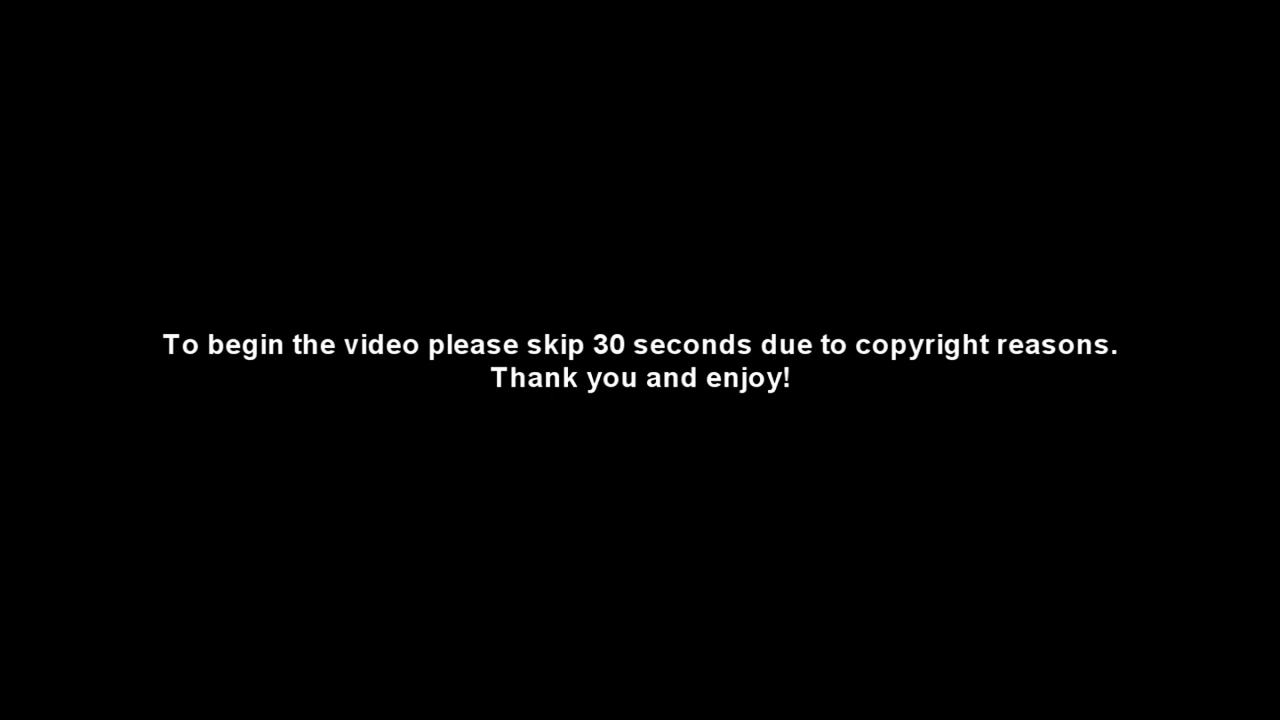 To begin the video please skip 30 seconds due to copyright reasons.
Thank you and enjoy!